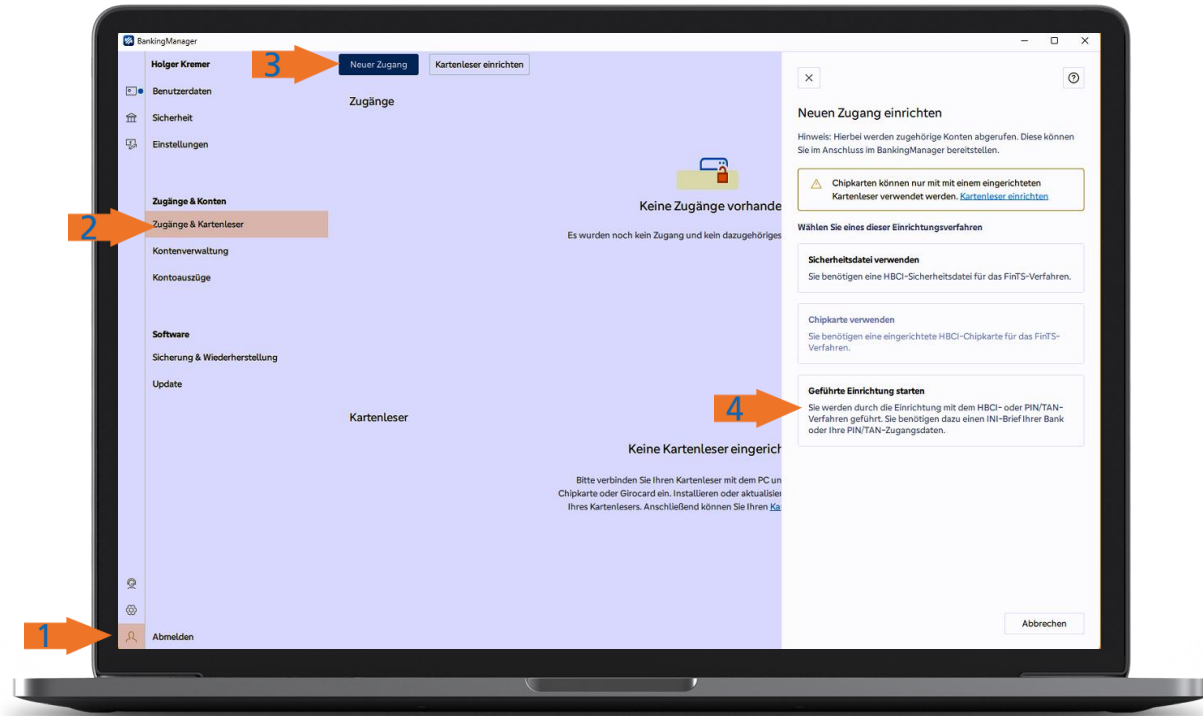 BankingManager
Holger Kremer
Benutzerdaten
Sicherheit
Einstellungen
Zugänge & Konten
Zugänge & Kartenleser
Kontenverwaltung
Kontoauszüge
Software
Sicherung & Wiederherstellung
Update
Abmelden
1
2
3
Neuer Zugang
Kartenleser einrichten
Zugänge
Keine Zugänge vorhande
Es wurden noch kein Zugang und kein dazugehöriges
Kartenleser
Keine Kartenleser eingerich
Bitte verbinden Sie Ihren Kartenleser mit dem PC un
Chipkarte oder Girocard ein. Installieren oder aktualisier
Ihres Kartenlesers. Anschließend können Sie Ihren Ka
Neuen Zugang einrichten
Hinweis: Hierbei werden zugehörige Konten abgerufen. Diese können
Sie im Anschluss im BankingManager bereitstellen.
Chipkarten können nur mit mit einem eingerichteten
Kartenleser verwendet werden. Kartenleser einrichten
Wählen Sie eines dieser Einrichtungsverfahren
Sicherheitsdatei verwenden
Sie benötigen eine HBCI-Sicherheitsdatei für das FinTS-Verfahren.
Chipkarte verwenden
Sie benötigen eine eingerichtete HBCI-Chipkarte für das FinTS-
Verfahren.
4
Geführte Einrichtung starten
Sie werden durch die Einrichtung mit dem HBCI- oder PIN/TAN-
Verfahren geführt. Sie benötigen dazu einen INI-Brief Ihrer Bank
oder Ihre PIN/TAN-Zugangsdaten.
Abbrechen